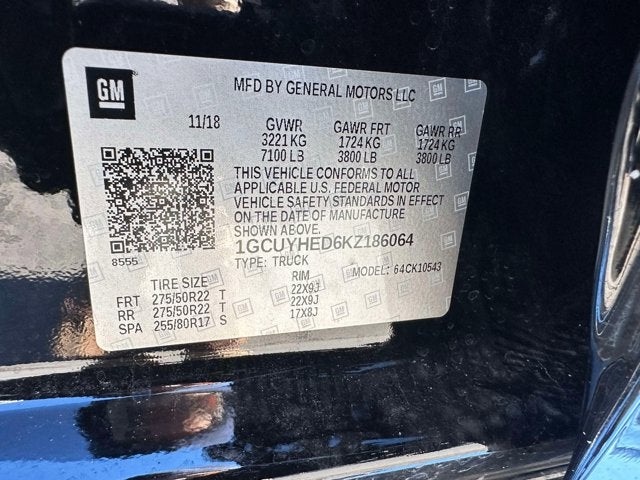 GM
MFD BY GENERAL MOTORS LLC
11/18 GVWR GAWR FRT GAWR RR
3221 KG 1724 KG 1724 KG
7100 LB 3800 LB 3800 LB
THIS VEHICLE CONFORMS TO ALL
APPLICABLE U.S. FEDERAL MOTOR
VEHICLE SAFETY STANDARDS IN EFFECT
ON THE DATE OF MANUFACTURE
SHOWN ABOVE.
8555
1GCUYHED6KZ186064
TYPE: TRUCK MODEL: 64CK10543
TIRE SIZE RIM
FRT 275/50R22 T 22X9J
RR 275/50R22 T 22X9J
SPA 255/80R17 S 17X8J